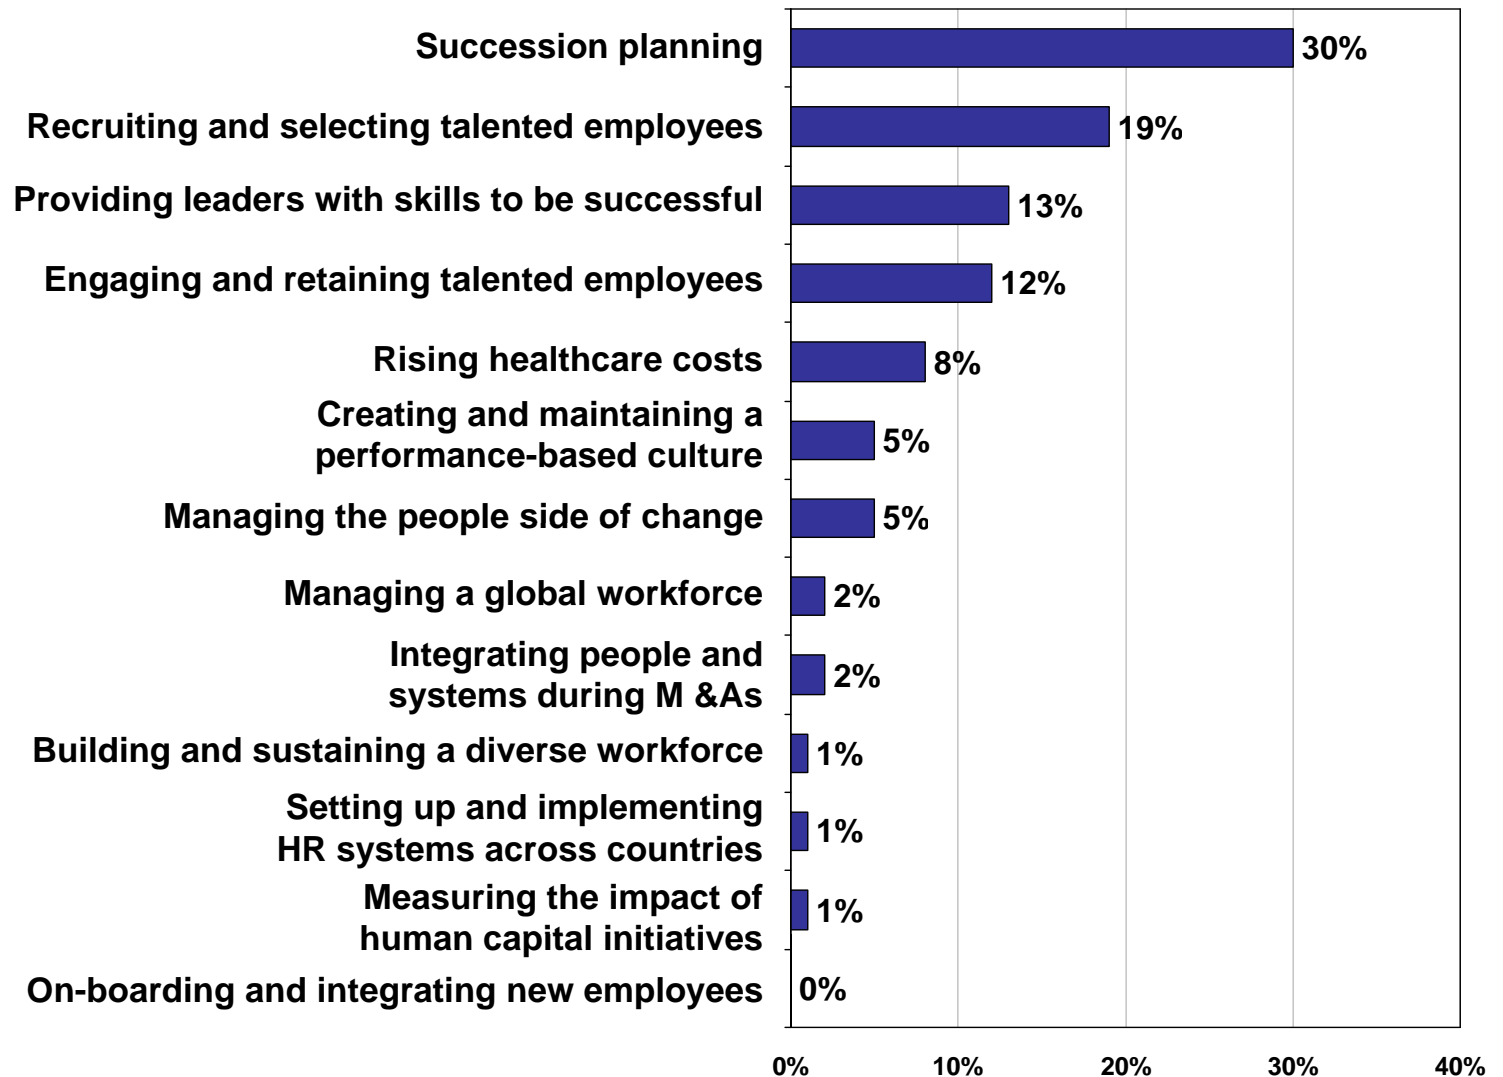 Succession planning 30%
Recruiting and selecting talented employees 19%
Providing leaders with skills to be successful 13%
Engaging and retaining talented employees 12%
Rising healthcare costs 8%
Creating and maintaining a
performance-based culture 5%
Managing the people side of change 5%
Managing a global workforce 2%
Integrating people and
systems during M &As 2%
Building and sustaining a diverse workforce 1%
Setting up and implementing
HR systems across countries 1%
Measuring the impact of
human capital initiatives 1%
On-boarding and integrating new employees 0%
0% 10% 20% 30% 40%